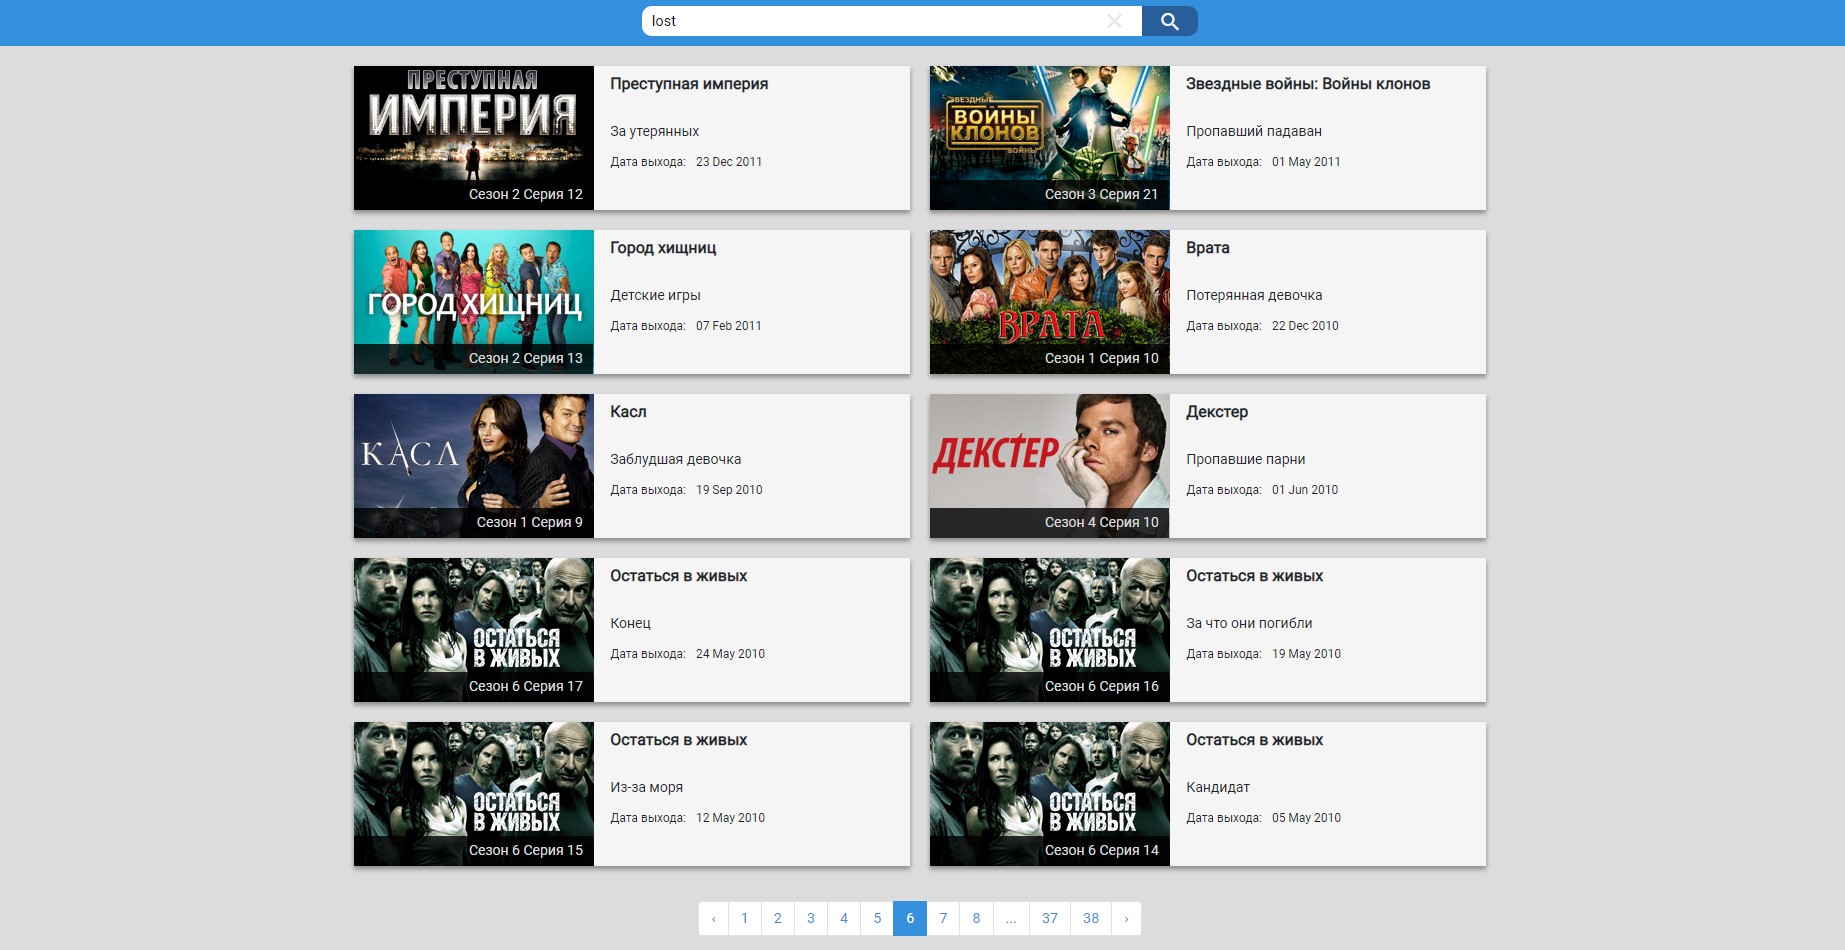 lost
ПРЕСТУПНАЯ
ИМПЕРИЯ
Сезон 2 Серия 12
Преступная империя
За утерянных
Дата выхода: 23 Dec 2011
ЗВЕЗДНЫЕ
ВОЙНЫ
КЛОНОВ
ВОЙНЫ
Сезон 3 Серия 21
Звездные войны: Войны клонов
Пропавший падаван
Дата выхода: 01 May 2011
ГОРОД ХИЩНИЦ
Сезон 2 Серия 13
Город хищниц
Детские игры
Дата выхода: 07 Feb 2011
ВРАТА
Сезон 1 Серия 10
Врата
Потерянная девочка
Дата выхода: 22 Dec 2010
КАСЛ
Сезон 1 Серия 9
Касл
Заблудшая девочка
Дата выхода: 19 Sep 2010
ДЕКСТЕР
Сезон 4 Серия 10
Декстер
Пропавшие парни
Дата выхода: 01 Jun 2010
ОСТАТЬСЯ
В ЖИВЫХ
Сезон 6 Серия 17
Остаться в живых
Конец
Дата выхода: 24 May 2010
ОСТАТЬСЯ
В ЖИВЫХ
Сезон 6 Серия 16
Остаться в живых
За что они погибли
Дата выхода: 19 May 2010
ОСТАТЬСЯ
В ЖИВЫХ
Сезон 6 Серия 15
Остаться в живых
Из-за моря
Дата выхода: 12 May 2010
ОСТАТЬСЯ
В ЖИВЫХ
Сезон 6 Серия 14
Остаться в живых
Кандидат
Дата выхода: 05 May 2010
‹ 1 2 3 4 5 6 7 8 ... 37 38 ›